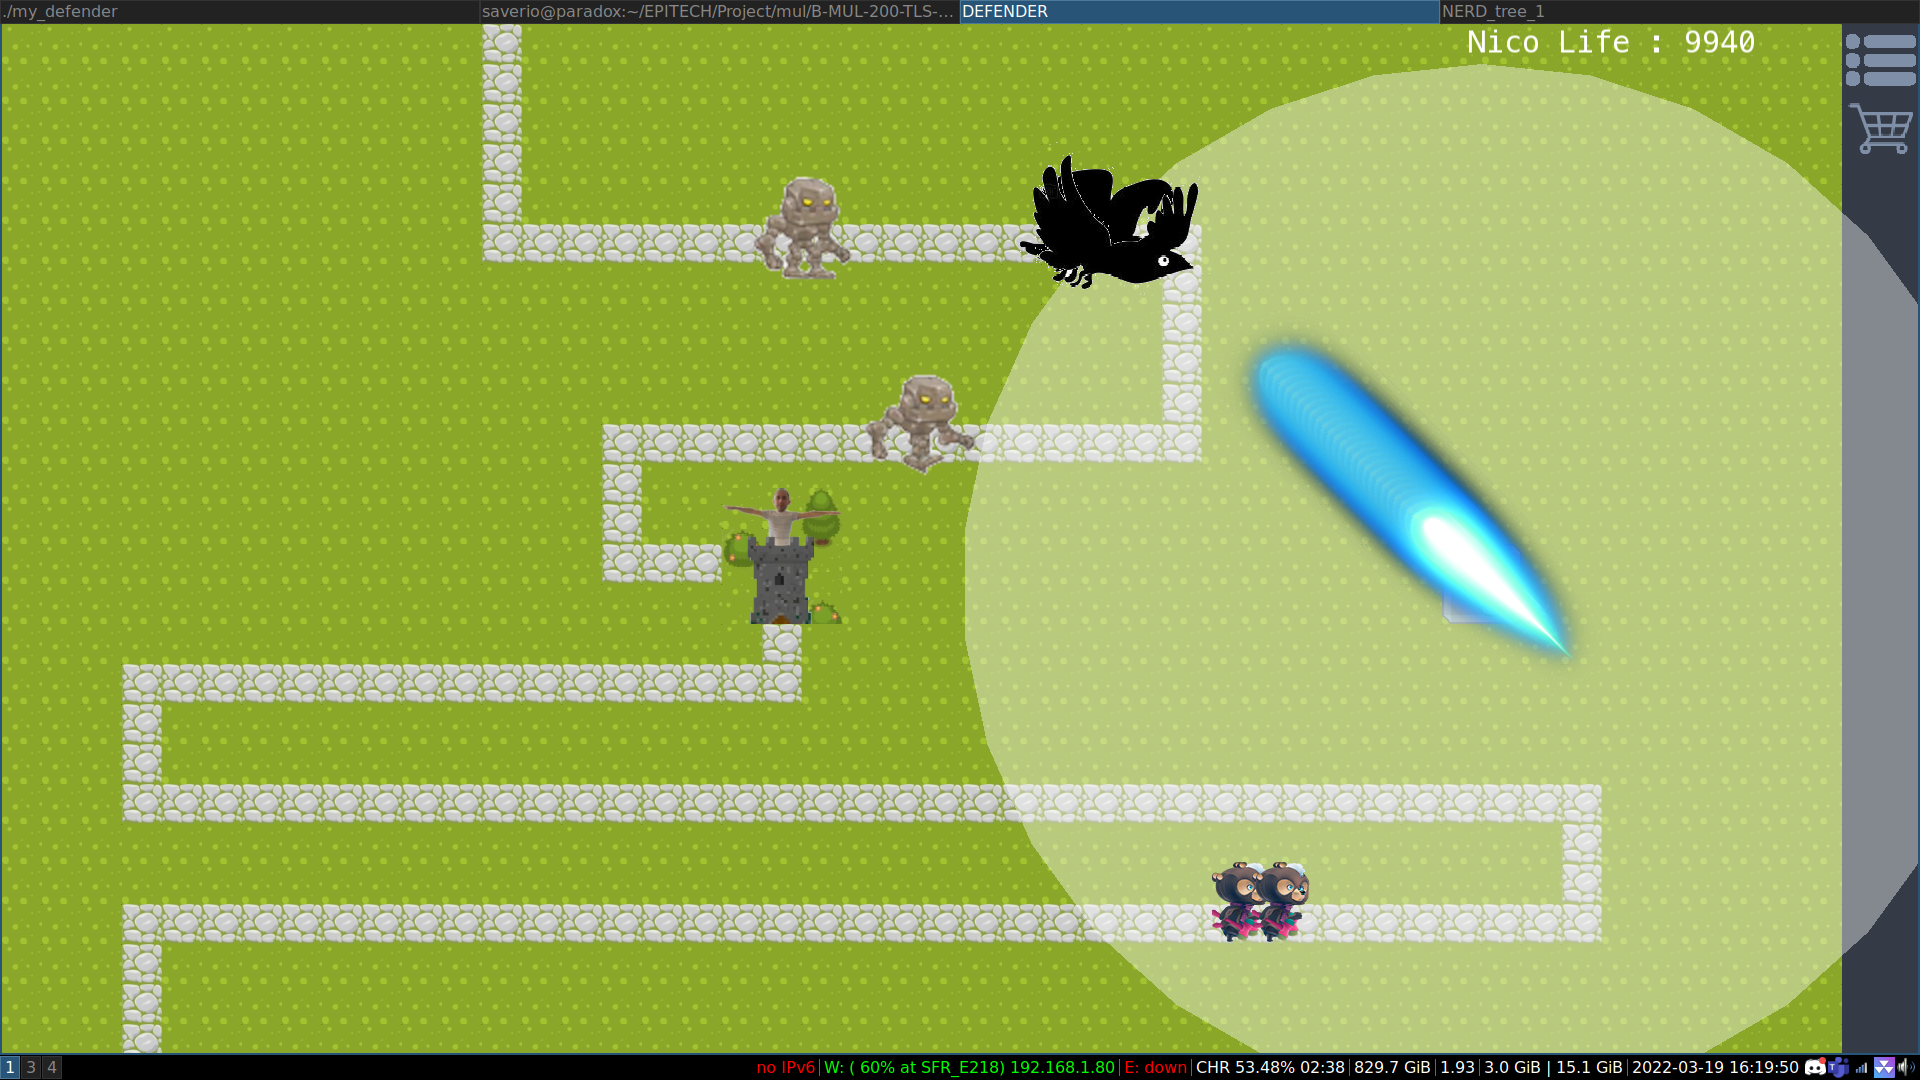 ./my_defender
saverio@paradox:~/EPITECH/Project/mul/B-MUL-200-TLS-...
DEFENDER
NERD_tree_1
Nico Life : 9940
1 3 4
no IPv6 | W: ( 60% at SFR_E218) 192.168.1.80 | E: down | CHR 53.48% 02:38 | 829.7 GiB | 1.93 | 3.0 GiB | 15.1 GiB | 2022-03-19 16:19:50